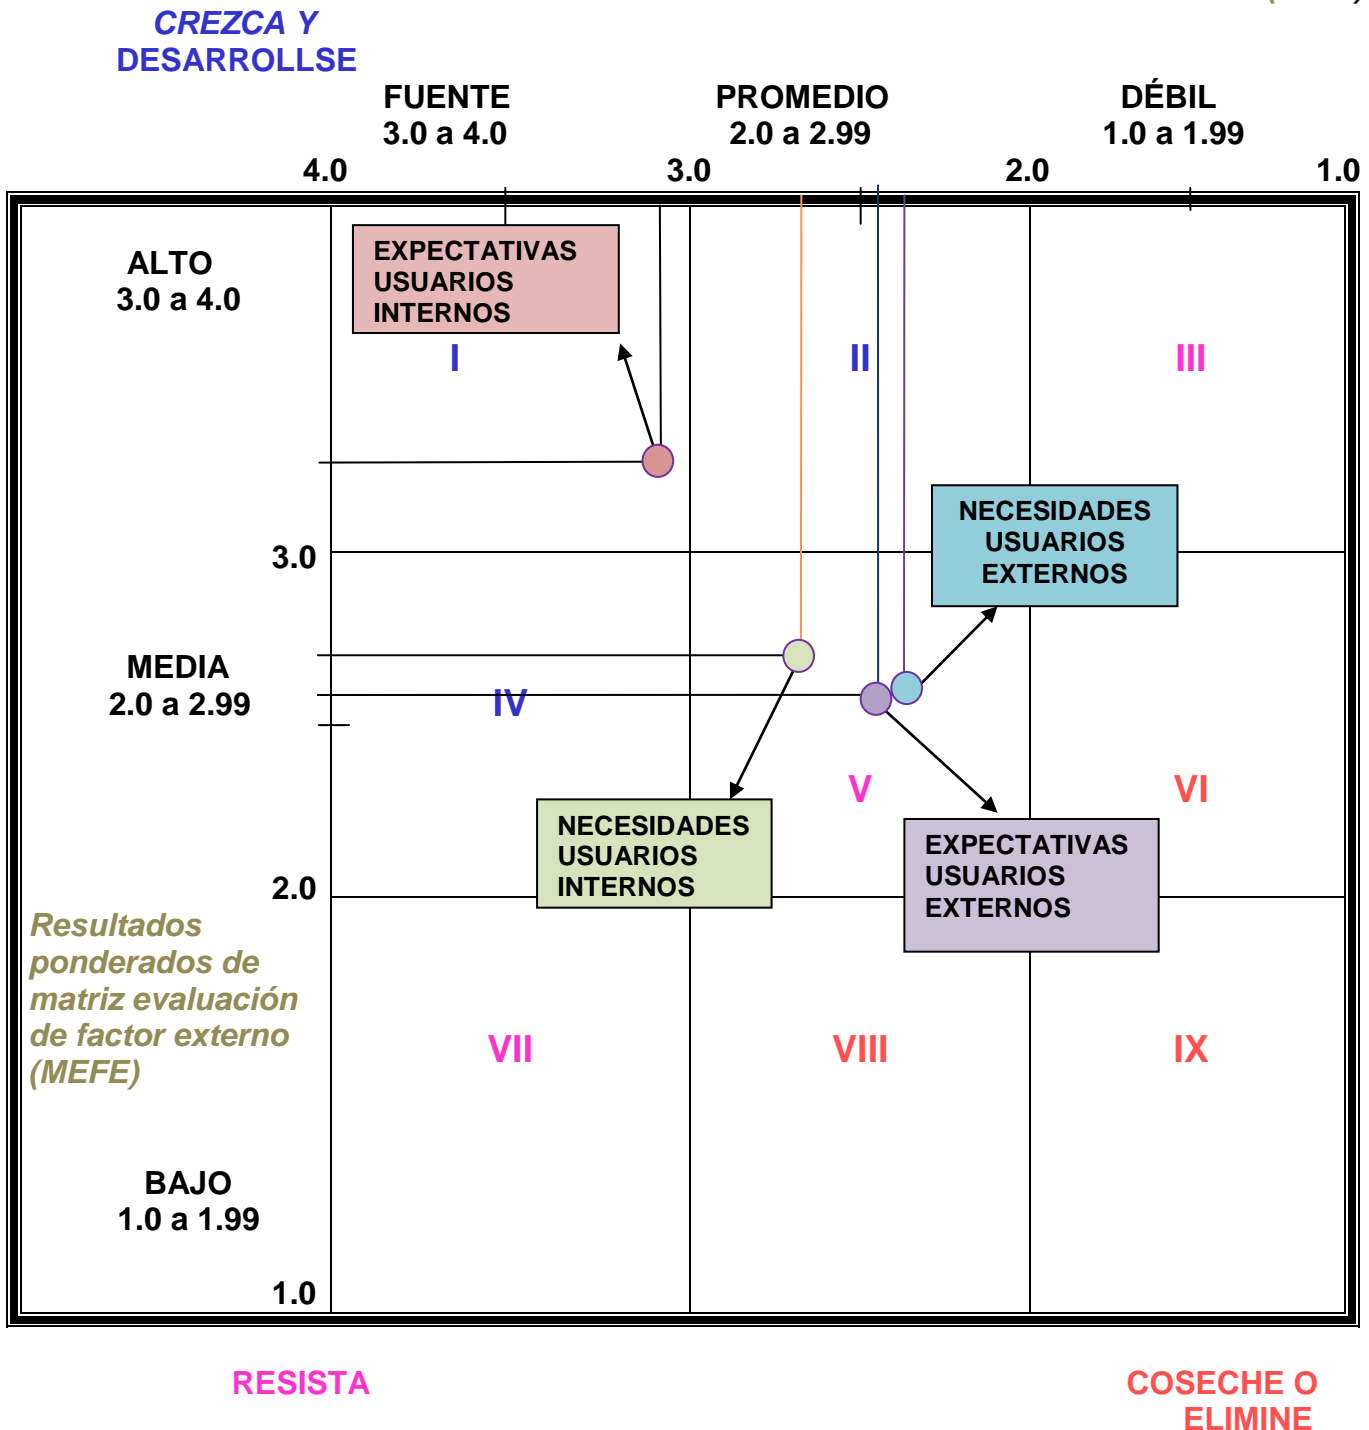 CREZCA Y
DESARROLLSE
FUENTE
3.0 a 4.0
PROMEDIO
2.0 a 2.99
DÉBIL
1.0 a 1.99
4.0
3.0
2.0
1.0
ALTO
3.0 a 4.0
EXPECTATIVAS
USUARIOS
INTERNOS
I
II
III
NECESIDADES
USUARIOS
EXTERNOS
3.0
MEDIA
2.0 a 2.99
IV
V
VI
NECESIDADES
USUARIOS
INTERNOS
EXPECTATIVAS
USUARIOS
EXTERNOS
2.0
Resultados
ponderados de
matriz evaluación
de factor externo
(MEFE)
VII
VIII
IX
BAJO
1.0 a 1.99
1.0
RESISTA
COSECHE O
ELIMINE